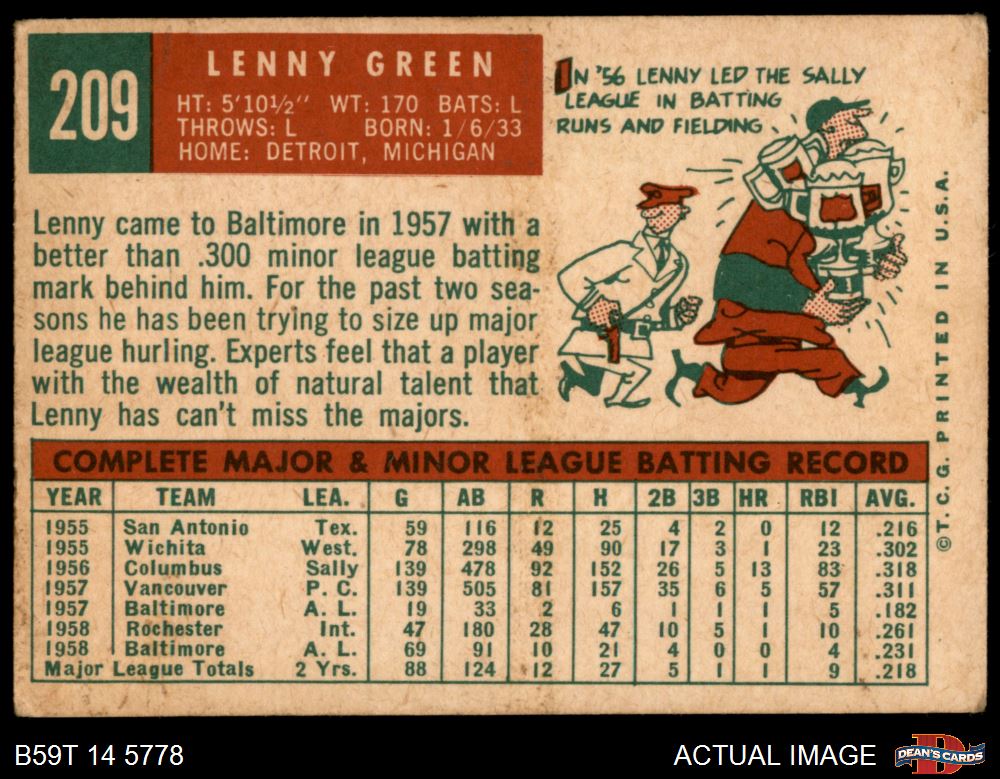 209
LENNY GREEN
HT: 5'10½" WT: 170 BATS: L
THROWS: L BORN: 1/6/33
HOME: DETROIT, MICHIGAN
IN '56 LENNY LED THE SALLY
LEAGUE IN BATTING
RUNS AND FIELDING
Lenny came to Baltimore in 1957 with a
better than .300 minor league batting
mark behind him. For the past two sea-
sons he has been trying to size up major
league hurling. Experts feel that a player
with the wealth of natural talent that
Lenny has can't miss the majors.
COMPLETE MAJOR & MINOR LEAGUE BATTING RECORD
YEAR TEAM LEA. G AB R H 2B 3B HR RBI AVG.
1955 San Antonio Tex. 59 116 12 25 4 2 0 12 .216
1955 Wichita West. 78 298 49 90 17 3 1 23 .302
1956 Columbus Sally 139 478 92 152 26 5 13 83 .318
1957 Vancouver P. C. 139 505 81 157 35 6 5 57 .311
1957 Baltimore A. L. 19 33 2 6 1 1 1 5 .182
1958 Rochester Int. 47 180 28 47 10 5 1 10 .261
1958 Baltimore A. L. 69 91 10 21 4 0 0 4 .231
Major League Totals 2 Yrs. 88 124 12 27 5 1 1 9 .218
©T. C. G. PRINTED IN U.S.A.
B59T 14 5778
ACTUAL IMAGE
D
DEAN'S CARDS